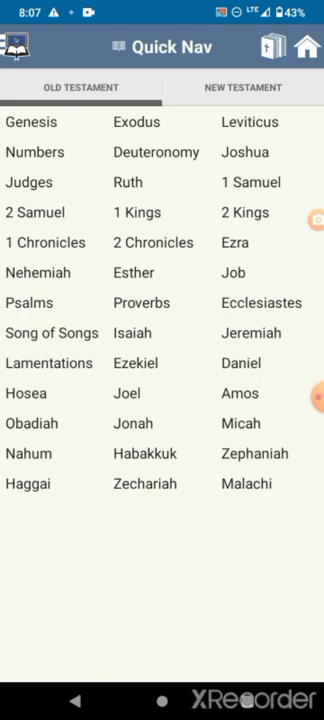 8:07 LTE 43%
Quick Nav
OLD TESTAMENT NEW TESTAMENT
Genesis Exodus Leviticus
Numbers Deuteronomy Joshua
Judges Ruth 1 Samuel
2 Samuel 1 Kings 2 Kings
1 Chronicles 2 Chronicles Ezra
Nehemiah Esther Job
Psalms Proverbs Ecclesiastes
Song of Songs Isaiah Jeremiah
Lamentations Ezekiel Daniel
Hosea Joel Amos
Obadiah Jonah Micah
Nahum Habakkuk Zephaniah
Haggai Zechariah Malachi
XRecorder